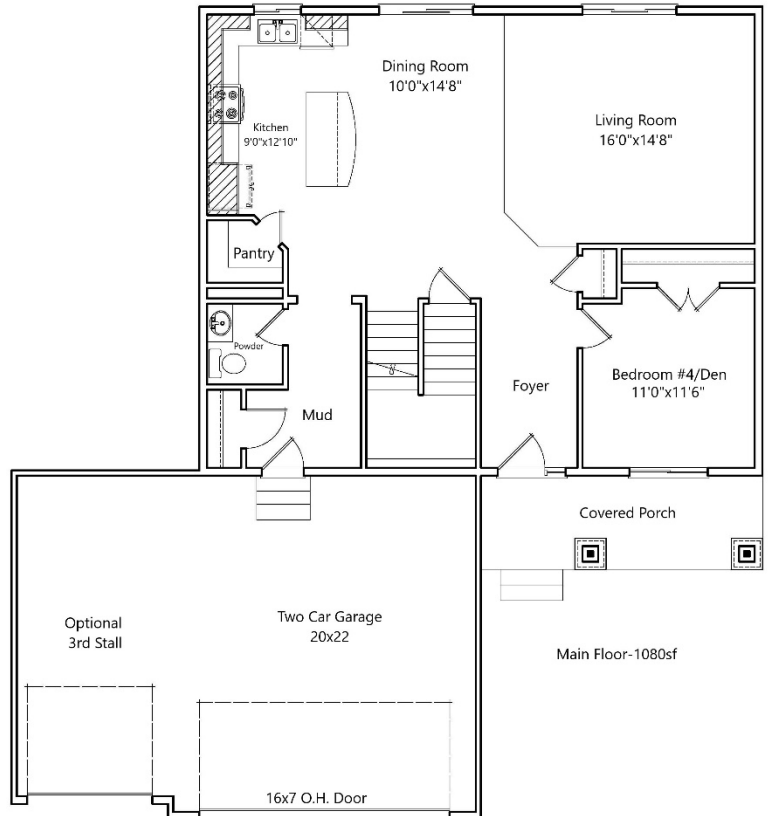 Dining Room
10'0"x14'8"
Living Room
16'0"x14'8"
Kitchen
9'0"x12'10"
Pantry
Powder
Bedroom #4/Den
11'0"x11'6"
Foyer
Mud
Covered Porch
Optional
3rd Stall
Two Car Garage
20x22
Main Floor-1080sf
16x7 O.H. Door